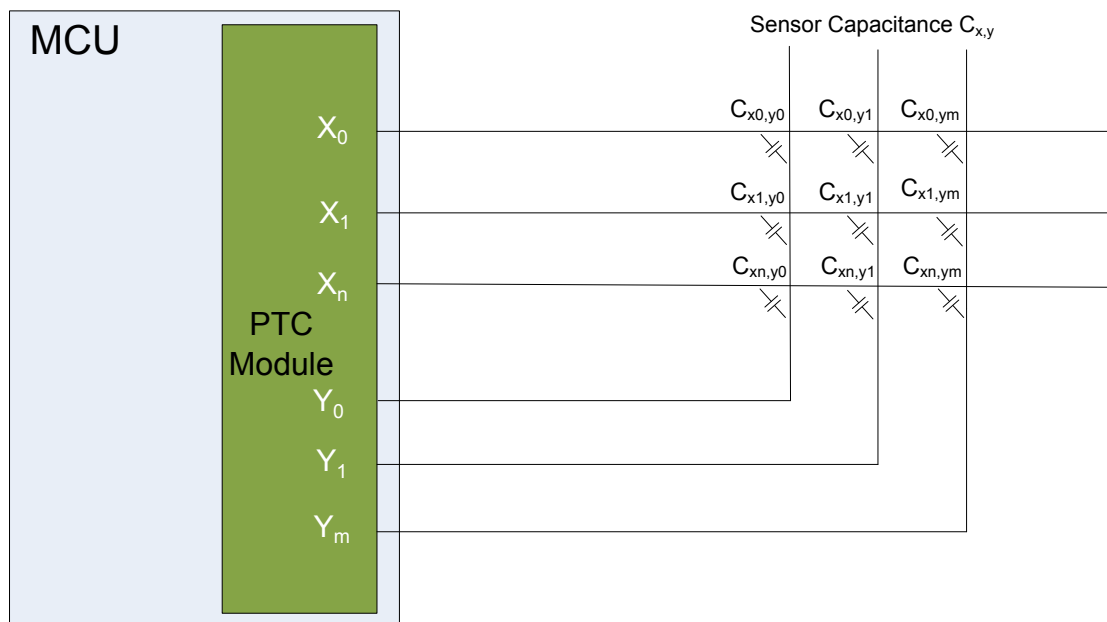 MCU
Sensor Capacitance Cx,y
X0
Cx0,y0 Cx0,y1 Cx0,ym
X1
Cx1,y0 Cx1,y1 Cx1,ym
Xn
Cxn,y0 Cxn,y1 Cxn,ym
PTC
Module
Y0
Y1
Ym